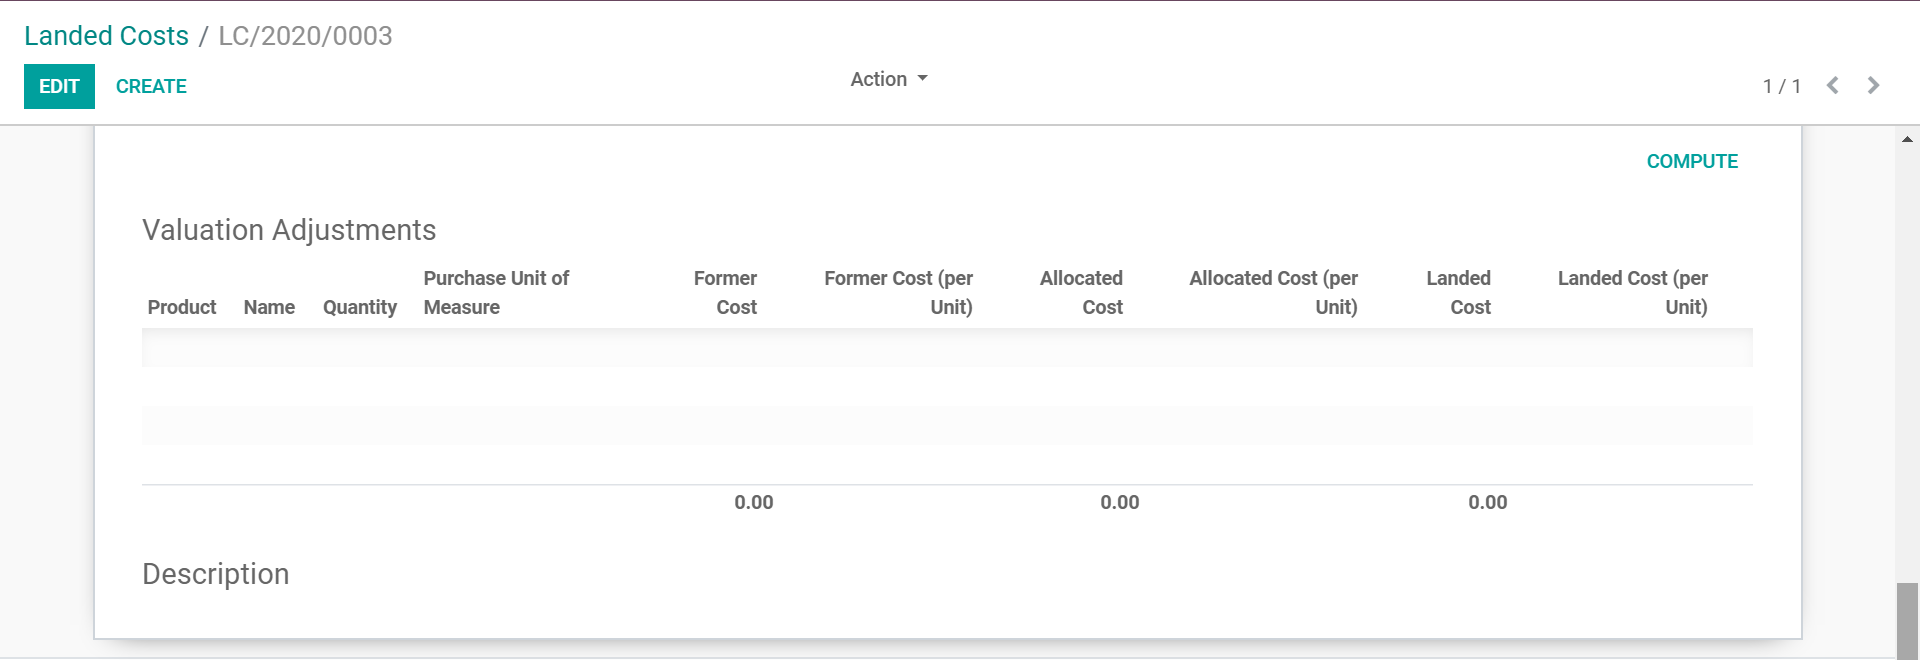 Landed Costs / LC/2020/0003
EDIT CREATE Action 1 / 1
COMPUTE
Valuation Adjustments
Purchase Unit of Former Former Cost (per Allocated Allocated Cost (per Landed Landed Cost (per
Product Name Quantity Measure Cost Unit) Cost Unit) Cost Unit)
0.00 0.00 0.00
Description